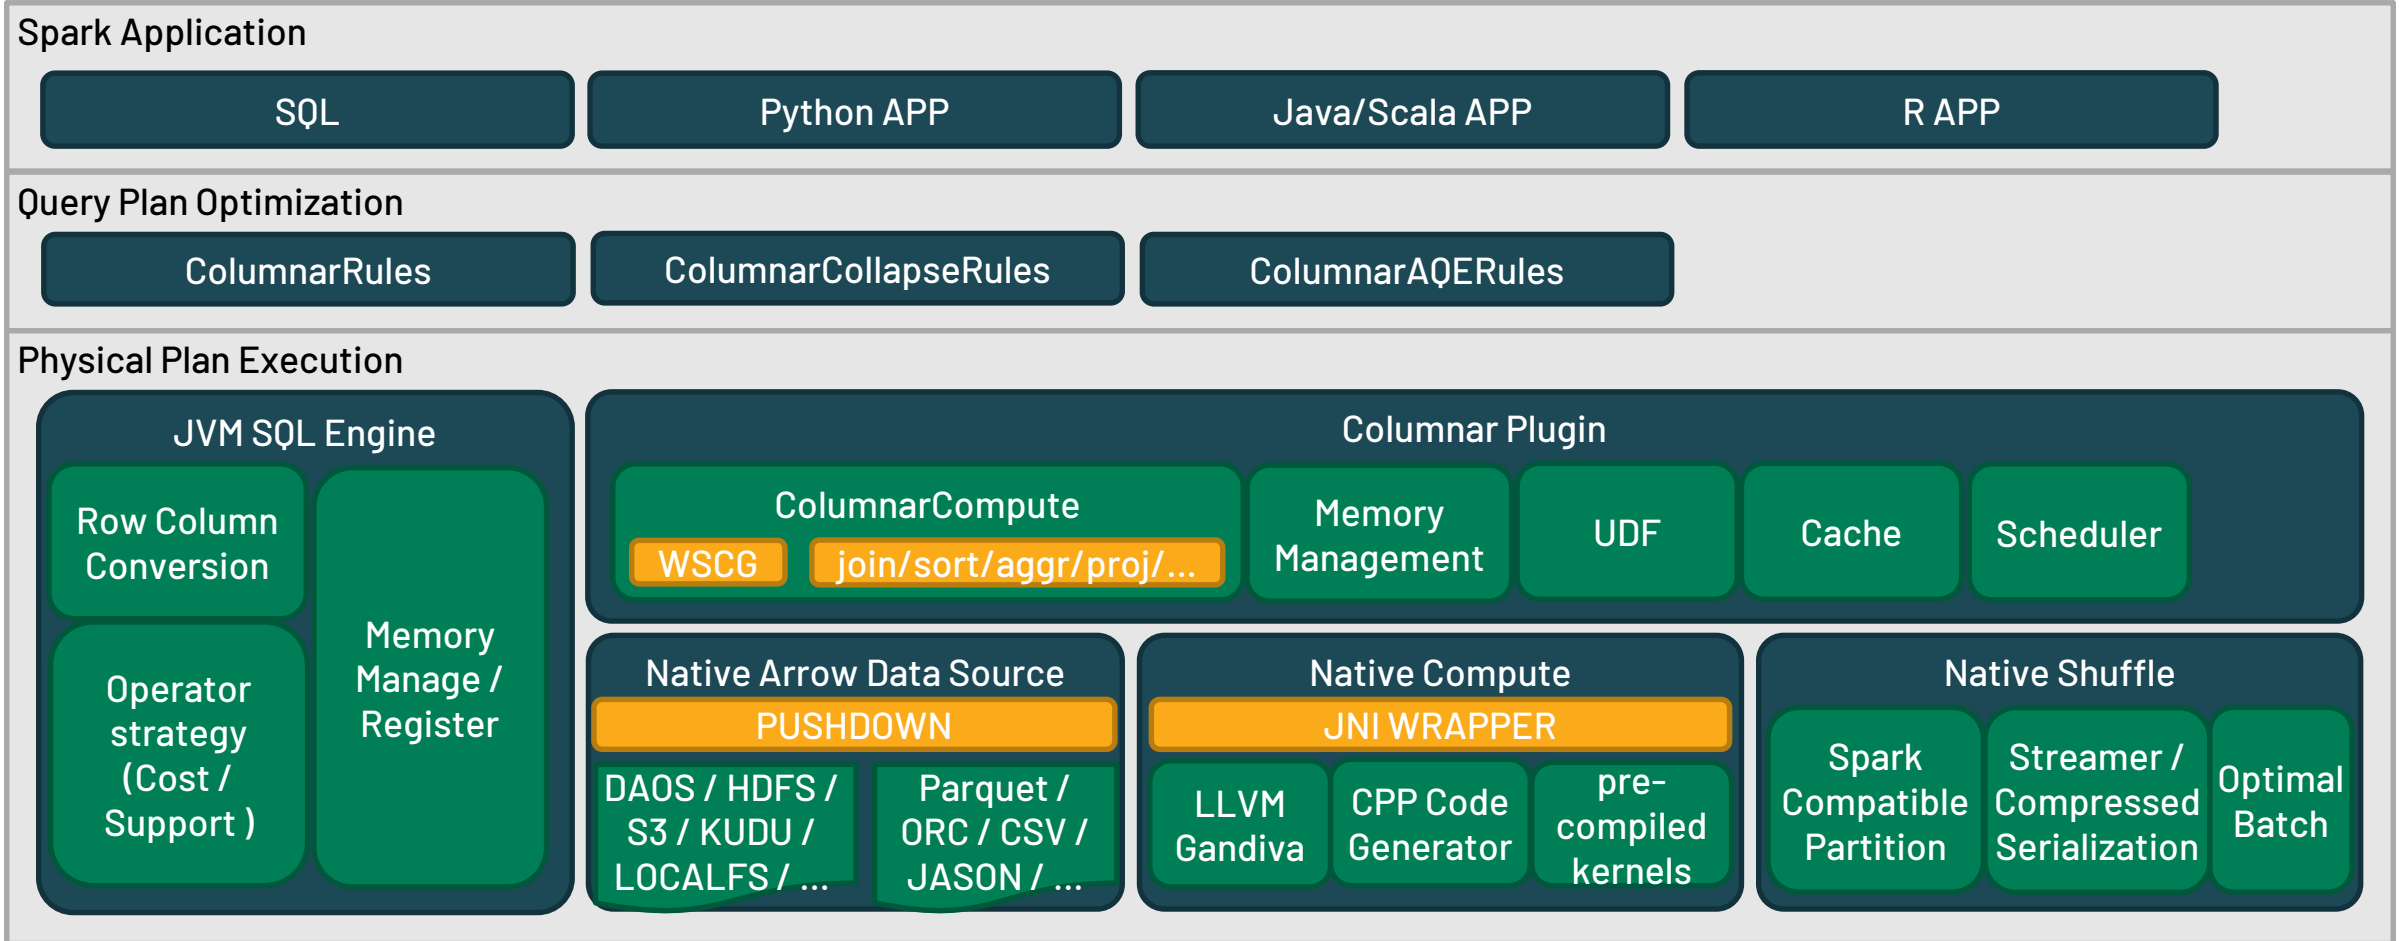 Spark Application
SQL
Python APP
Java/Scala APP
R APP
Query Plan Optimization
ColumnarRules
ColumnarCollapseRules
ColumnarAQERules
Physical Plan Execution
JVM SQL Engine
Row Column
Conversion
Operator
strategy
(Cost /
Support )
Memory
Manage /
Register
Columnar Plugin
ColumnarCompute
WSCG
join/sort/aggr/proj/...
Memory
Management
UDF
Cache
Scheduler
Native Arrow Data Source
PUSHDOWN
DAOS / HDFS /
S3 / KUDU /
LOCALFS / ...
Parquet /
ORC / CSV /
JASON / ...
Native Compute
JNI WRAPPER
LLVM
Gandiva
CPP Code
Generator
pre-
compiled
kernels
Native Shuffle
Spark
Compatible
Partition
Streamer /
Compressed
Serialization
Optimal
Batch